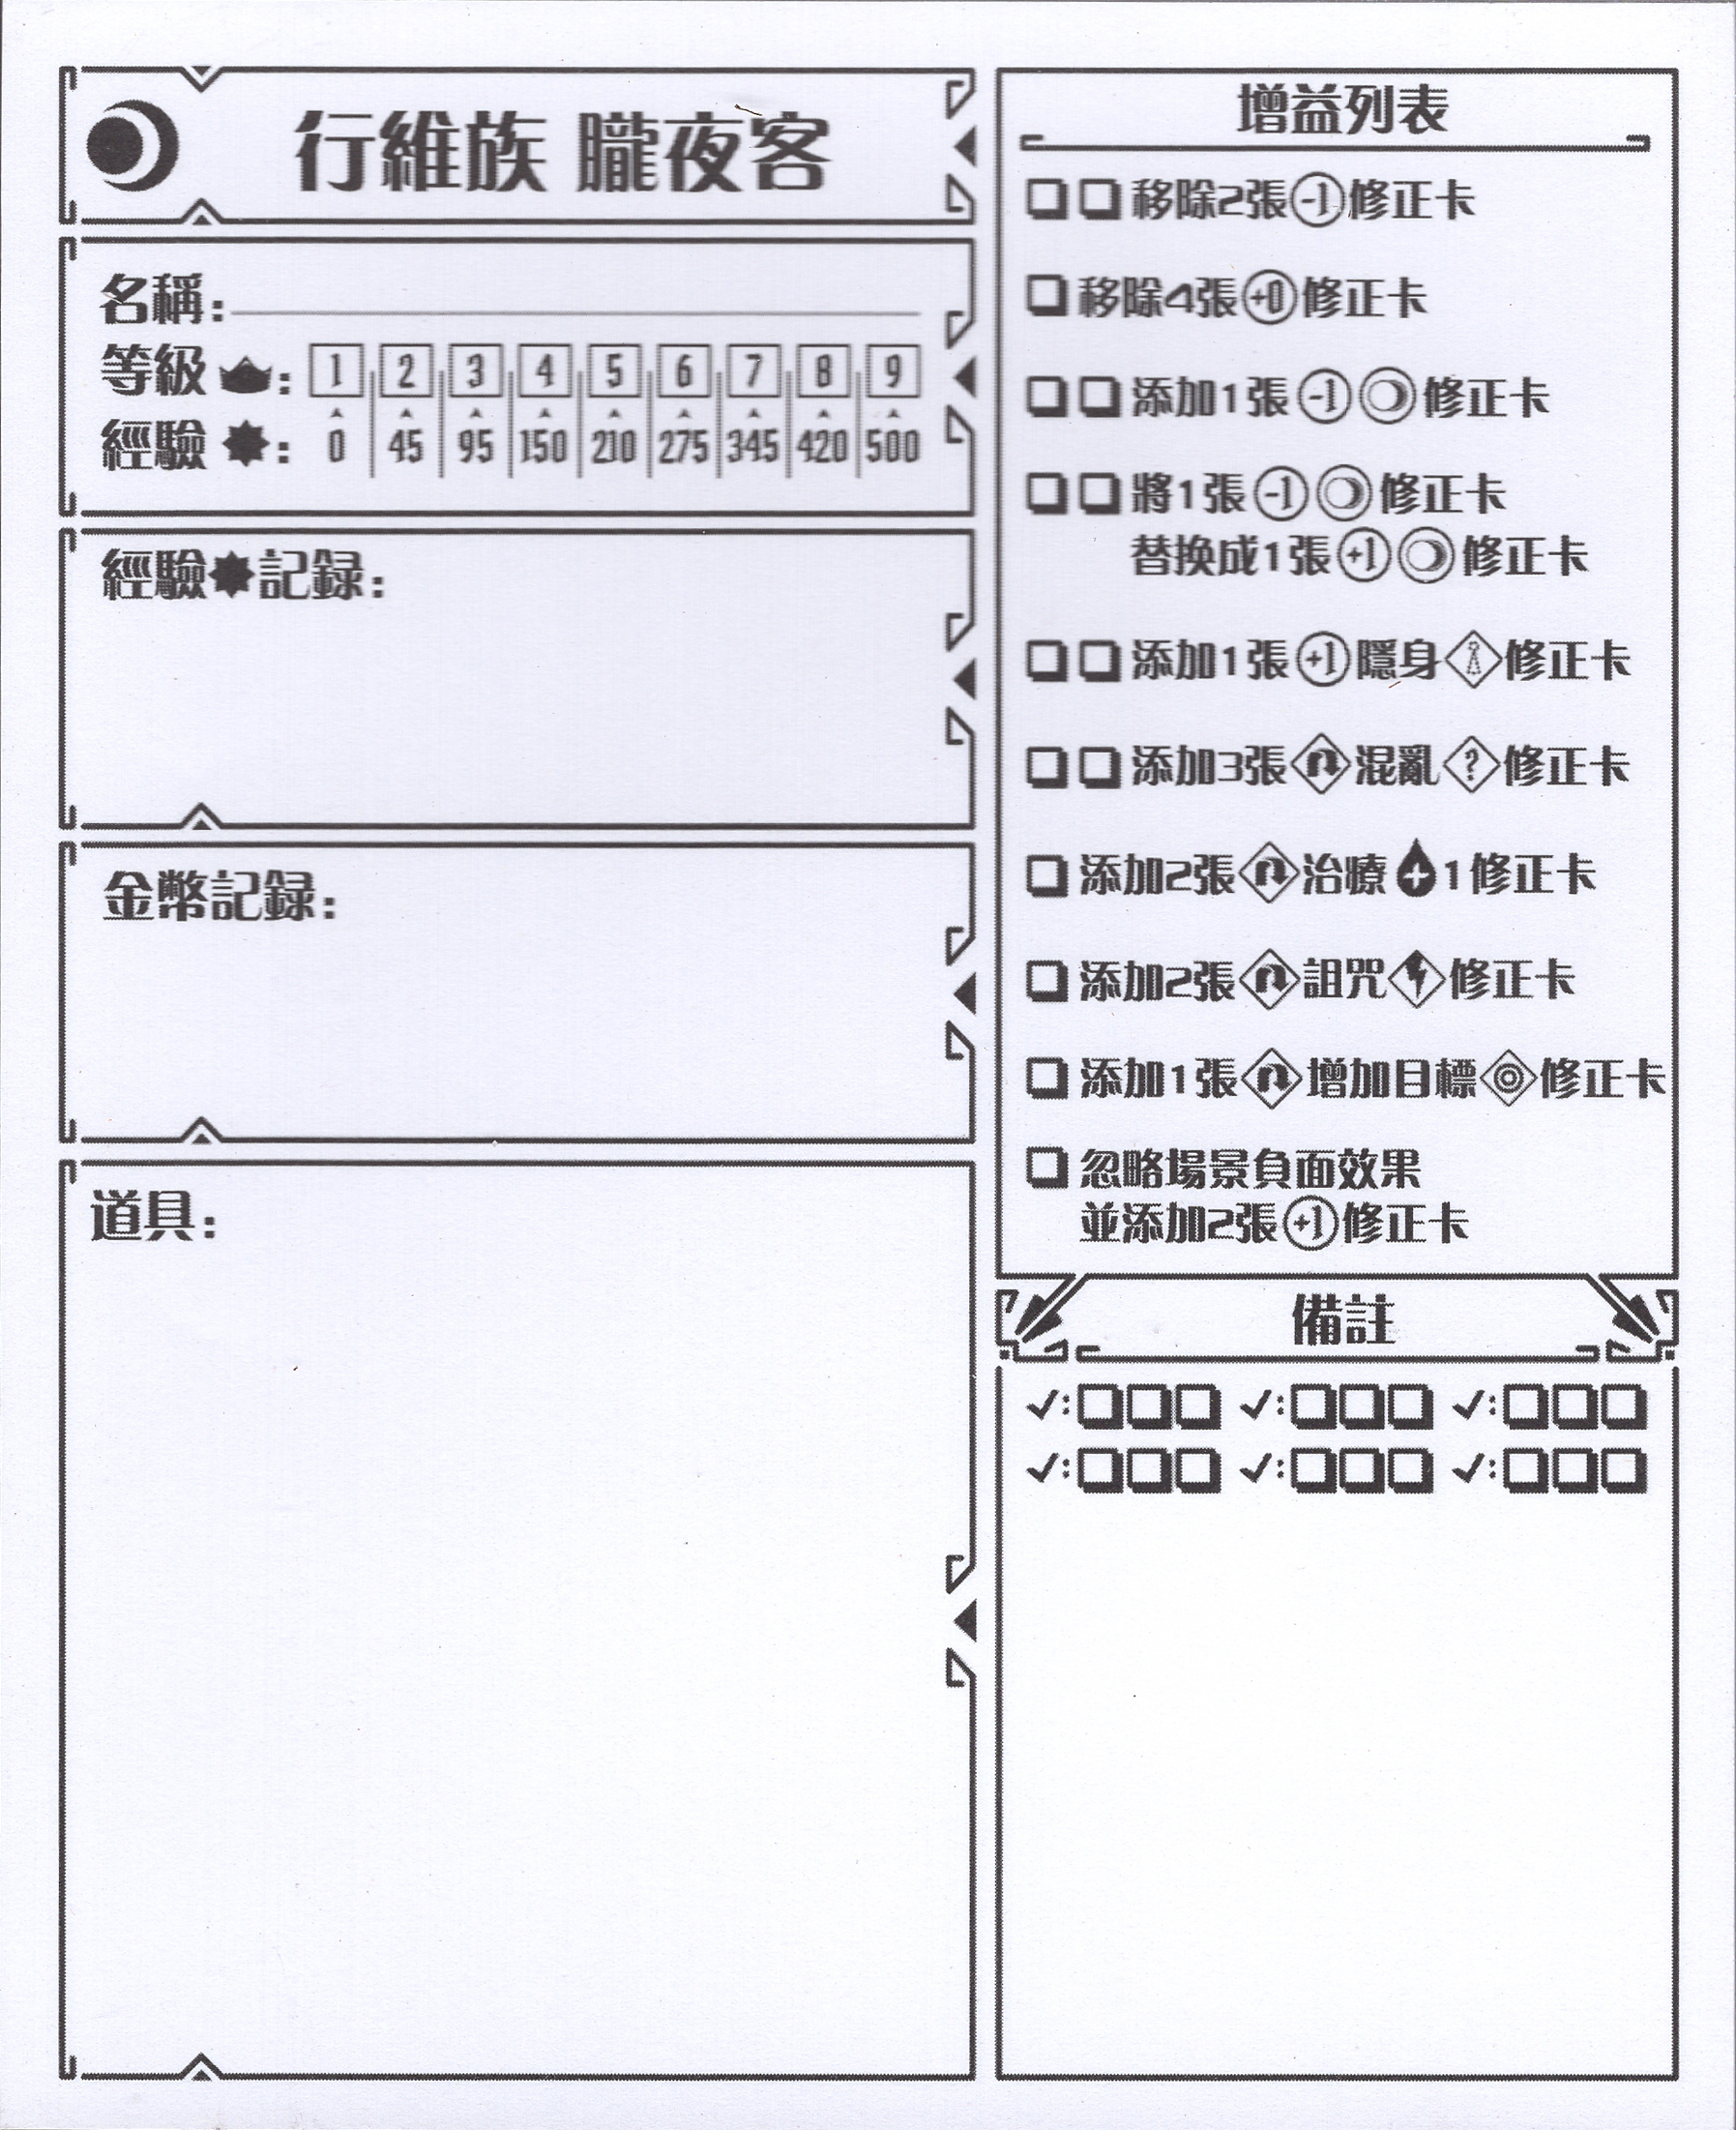 行維族 朧夜客
名稱:
等級: 1 2 3 4 5 6 7 8 9
經驗: 0 45 95 150 210 275 345 420 500
經驗記録:
金幣記録:
道具:
增益列表
移除2張-1修正卡
移除4張+0修正卡
添加1張-1修正卡
將1張-1修正卡
替換成1張+1修正卡
添加1張+1隱身修正卡
添加3張混亂?修正卡
添加2張治療1修正卡
添加2張詛咒修正卡
添加1張增加目標修正卡
忽略場景負面效果
並添加2張+1修正卡
備註
✓: ✓: ✓:
✓: ✓: ✓: